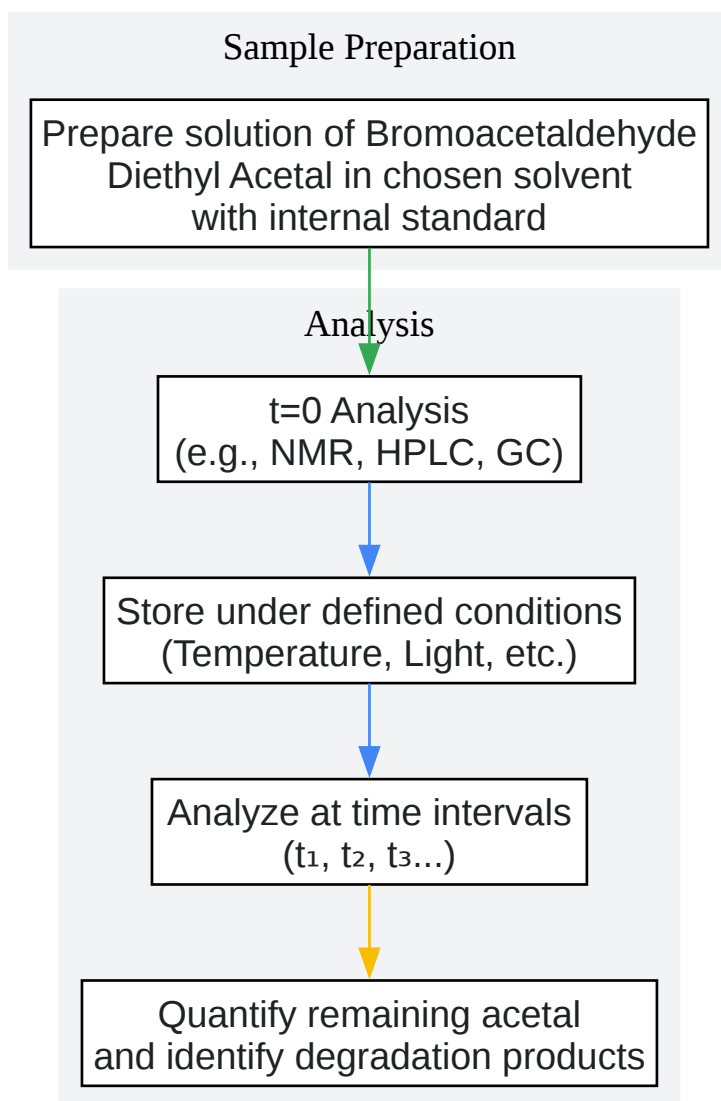 Sample Preparation
Prepare solution of Bromoacetaldehyde
Diethyl Acetal in chosen solvent
with internal standard
Analysis
t=0 Analysis
(e.g., NMR, HPLC, GC)
Store under defined conditions
(Temperature, Light, etc.)
Analyze at time intervals
(t₁, t₂, t₃...)
Quantify remaining acetal
and identify degradation products